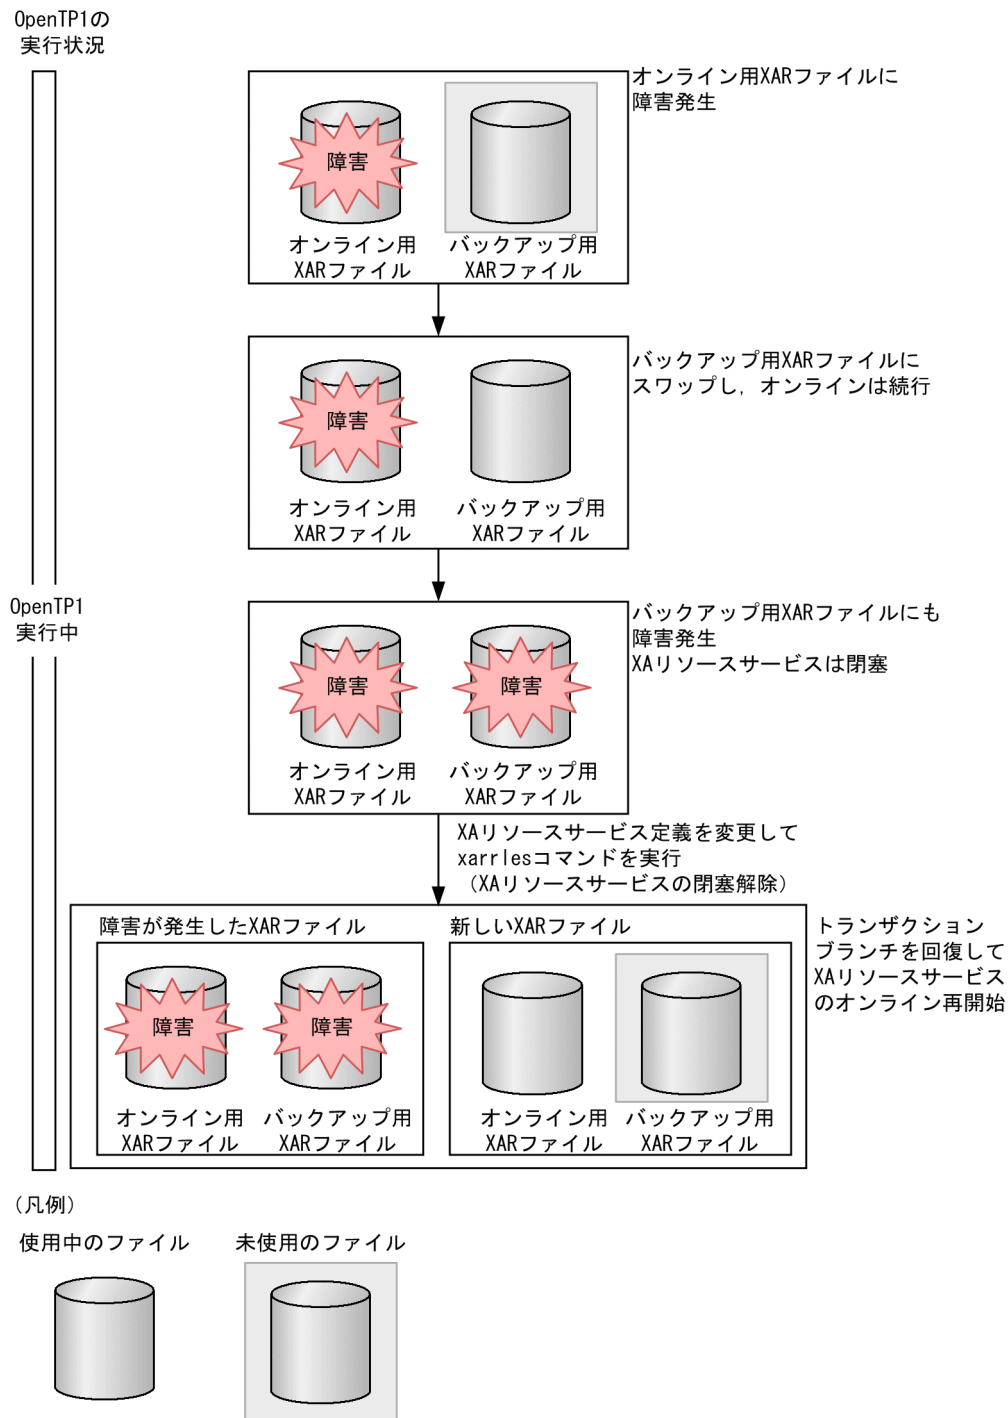 OpenTP1の
実行状況
オンライン用XARファイルに
障害発生
障害
オンライン用
XARファイル
バックアップ用
XARファイル
バックアップ用XARファイルに
スワップし，オンラインは続行
障害
オンライン用
XARファイル
バックアップ用
XARファイル
OpenTP1
実行中
バックアップ用XARファイルにも
障害発生
XAリソースサービスは閉塞
障害
障害
オンライン用
XARファイル
バックアップ用
XARファイル
XAリソースサービス定義を変更して
xarrlesコマンドを実行
（XAリソースサービスの閉塞解除）
障害が発生したXARファイル
新しいXARファイル
トランザクション
ブランチを回復して
XAリソースサービス
のオンライン再開始
障害
障害
オンライン用
XARファイル
バックアップ用
XARファイル
オンライン用
XARファイル
バックアップ用
XARファイル
（凡例）
使用中のファイル
未使用のファイル